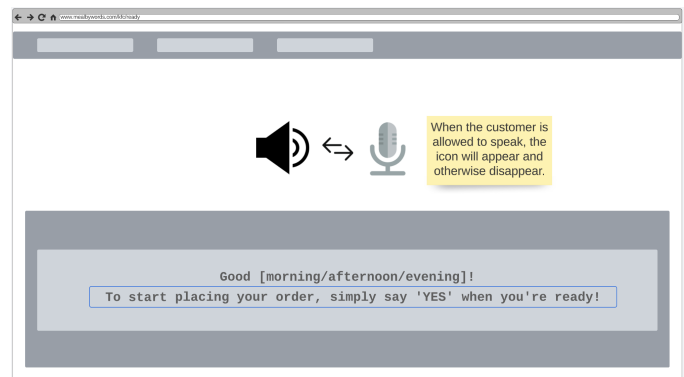 www.mealbywords.com/kfc/ready
When the customer is
allowed to speak, the
icon will appear and
otherwise disappear.
Good [morning/afternoon/evening]!
To start placing your order, simply say 'YES' when you're ready!